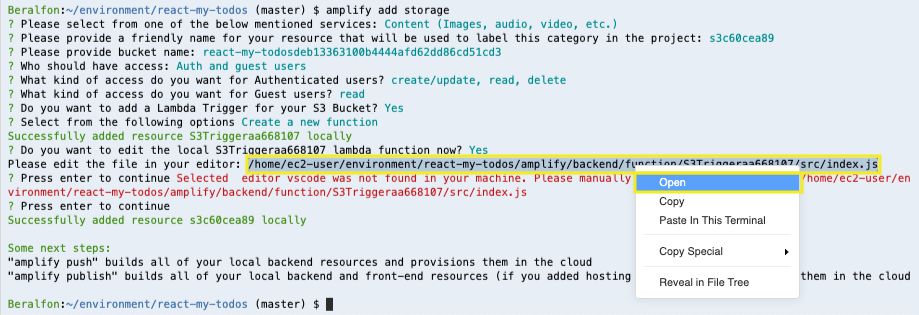 Beralfon:~/environment/react-my-todos (master) $ amplify add storage
? Please select from one of the below mentioned services: Content (Images, audio, video, etc.)
? Please provide a friendly name for your resource that will be used to label this category in the project: s3c60cea89
? Please provide bucket name: react-my-todosdeb13363100b4444afd62dd86cd51cd3
? Who should have access: Auth and guest users
? What kind of access do you want for Authenticated users? create/update, read, delete
? What kind of access do you want for Guest users? read
? Do you want to add a Lambda Trigger for your S3 Bucket? Yes
? Select from the following options Create a new function
Successfully added resource S3Triggeraa668107 locally
? Do you want to edit the local S3Triggeraa668107 lambda function now? Yes
Please edit the file in your editor: /home/ec2-user/environment/react-my-todos/amplify/backend/function/S3Triggeraa668107/src/index.js
? Press enter to continue Selected  editor vscode was not found in your machine. Please manually /home/ec2-user/en
vironment/react-my-todos/amplify/backend/function/S3Triggeraa668107/src/index.js
? Press enter to continue
Successfully added resource s3c60cea89 locally
Some next steps:
"amplify push" builds all of your local backend resources and provisions them in the cloud
"amplify publish" builds all of your local backend and front-end resources (if you added hosting them in the cloud
Beralfon:~/environment/react-my-todos (master) $
Open
Copy
Paste In This Terminal
Copy Special
Reveal in File Tree